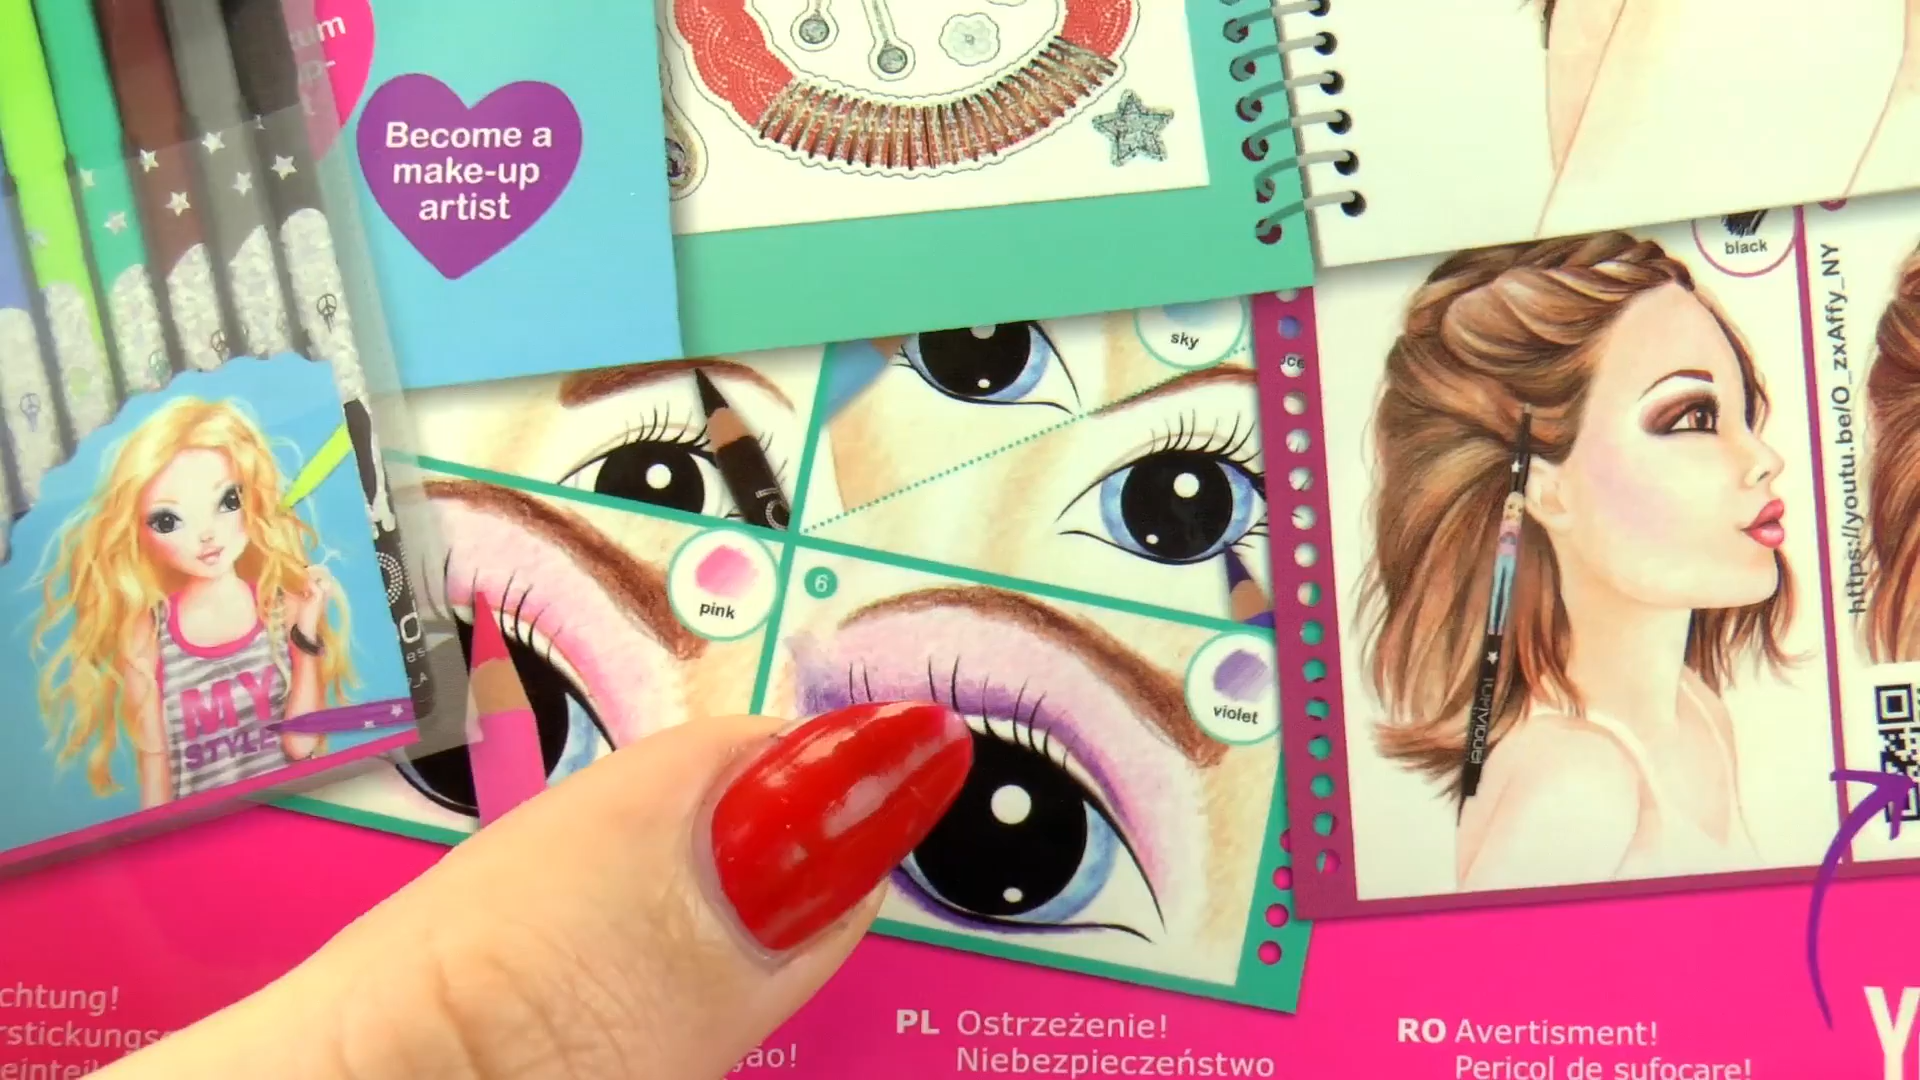 Become a
make-up
artist
black
sky
https://youtu.be/O_zxAffy_NY
pink
6
violet
MY
STYLE
chtung!
PL Ostrzeżenie!
Niebezpieczeństwo
RO Avertisment!
Pericol de sufocare!